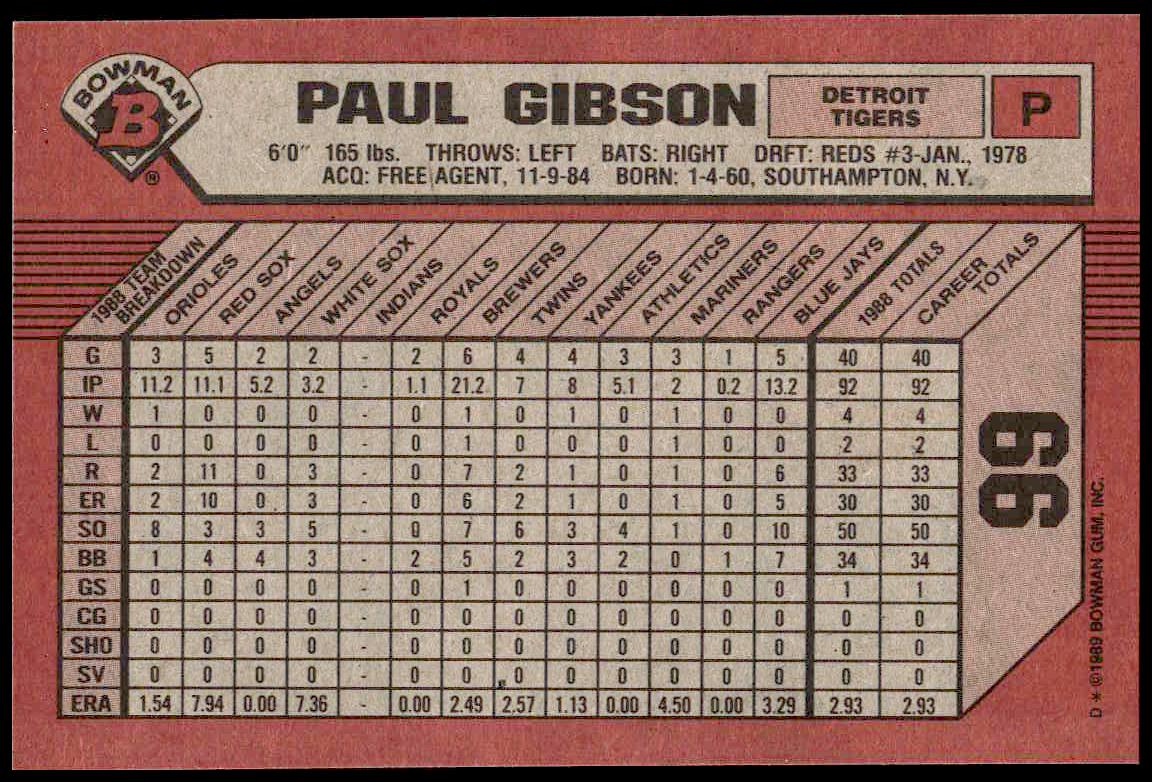 BOWMAN
B
®
PAUL GIBSON
DETROIT
TIGERS
P
6'0" 165 lbs. THROWS: LEFT BATS: RIGHT DRFT: REDS #3-JAN., 1978
ACQ: FREE AGENT, 11-9-84 BORN: 1-4-60, SOUTHAMPTON, N.Y.
1988 TEAM
BREAKDOWN
ORIOLES
RED SOX
ANGELS
WHITE SOX
INDIANS
ROYALS
BREWERS
TWINS
YANKEES
ATHLETICS
MARINERS
RANGERS
BLUE JAYS
1988 TOTALS
CAREER
TOTALS
G 3 5 2 2 - 2 6 4 4 3 3 1 5 40 40
IP 11.2 11.1 5.2 3.2 - 1.1 21.2 7 8 5.1 2 0.2 13.2 92 92
W 1 0 0 0 - 0 1 0 1 0 1 0 0 4 4
L 0 0 0 0 - 0 1 0 0 0 1 0 0 2 2
R 2 11 0 3 - 0 7 2 1 0 1 0 6 33 33
ER 2 10 0 3 - 0 6 2 1 0 1 0 5 30 30
SO 8 3 3 5 - 0 7 6 3 4 1 0 10 50 50
BB 1 4 4 3 - 2 5 2 3 2 0 1 7 34 34
GS 0 0 0 0 - 0 1 0 0 0 0 0 0 1 1
CG 0 0 0 0 - 0 0 0 0 0 0 0 0 0 0
SHO 0 0 0 0 - 0 0 0 0 0 0 0 0 0 0
SV 0 0 0 0 - 0 0 0 0 0 0 0 0 0 0
ERA 1.54 7.94 0.00 7.36 - 0.00 2.49 2.57 1.13 0.00 4.50 0.00 3.29 2.93 2.93
99
D*©1989 BOWMAN GUM, INC.